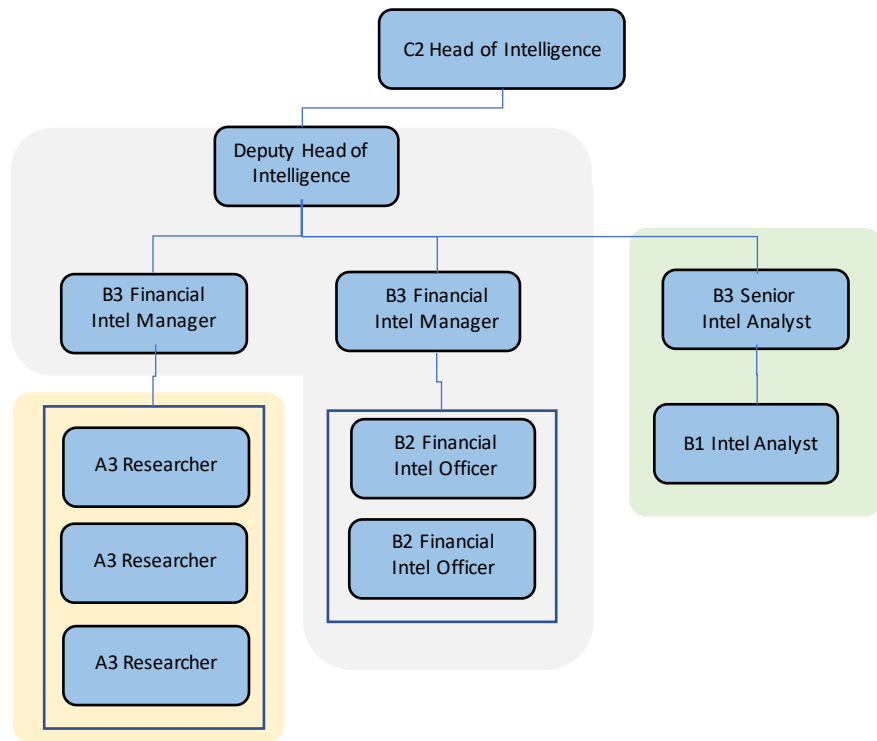 C2 Head of Intelligence
Deputy Head of
Intelligence
B3 Financial
Intel Manager
B3 Financial
Intel Manager
B3 Senior
Intel Analyst
A3 Researcher
A3 Researcher
A3 Researcher
B2 Financial
Intel Officer
B2 Financial
Intel Officer
B1 Intel Analyst